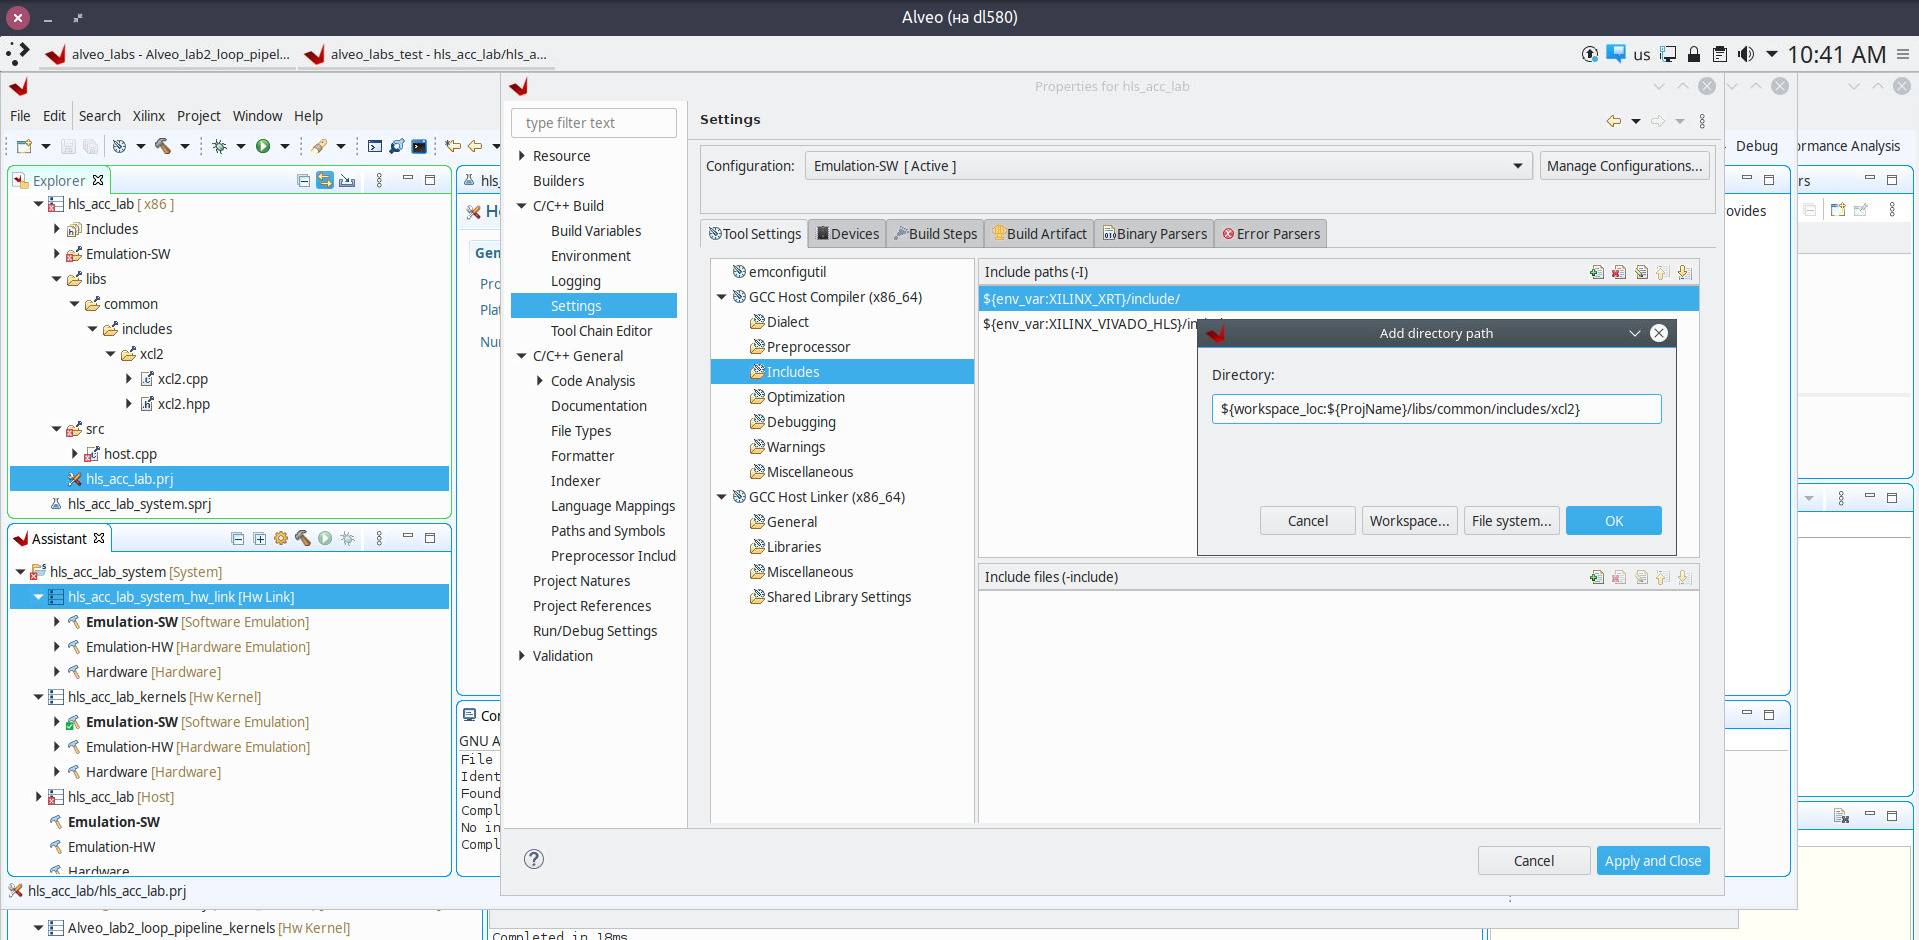 Alveo (на dl580)
alveo_labs - Alveo_lab2_loop_pipel...
alveo_labs_test - hls_acc_lab/hls_a...
us
10:41 AM
Properties for hls_acc_lab
File Edit Search Xilinx Project Window Help
Explorer
hls_acc_lab [ x86 ]
Includes
Emulation-SW
libs
common
includes
xcl2
xcl2.cpp
xcl2.hpp
src
host.cpp
hls_acc_lab.prj
hls_acc_lab_system.sprj
Assistant
hls_acc_lab_system [System]
hls_acc_lab_system_hw_link [Hw Link]
Emulation-SW [Software Emulation]
Emulation-HW [Hardware Emulation]
Hardware [Hardware]
hls_acc_lab_kernels [Hw Kernel]
Emulation-SW [Software Emulation]
Emulation-HW [Hardware Emulation]
Hardware [Hardware]
hls_acc_lab [Host]
Emulation-SW
Emulation-HW
Hardware
hls_acc_lab/hls_acc_lab.prj
Alveo_lab2_loop_pipeline_kernels [Hw Kernel]
hls_
Gen
Pro
Plat
Nu
Con
GNU A
File
Ident
Found
Compl
No in
Compl
Completed in 18ms
type filter text
Resource
Builders
C/C++ Build
Build Variables
Environment
Logging
Settings
Tool Chain Editor
C/C++ General
Code Analysis
Documentation
File Types
Formatter
Indexer
Language Mappings
Paths and Symbols
Preprocessor Includ
Project Natures
Project References
Run/Debug Settings
Validation
Settings
Configuration: Emulation-SW [ Active ] Manage Configurations...
Tool Settings Devices Build Steps Build Artifact Binary Parsers Error Parsers
emconfigutil
GCC Host Compiler (x86_64)
Dialect
Preprocessor
Includes
Optimization
Debugging
Warnings
Miscellaneous
GCC Host Linker (x86_64)
General
Libraries
Miscellaneous
Shared Library Settings
Include paths (-I)
${env_var:XILINX_XRT}/include/
${env_var:XILINX_VIVADO_HLS}/in
Add directory path
Directory:
${workspace_loc:${ProjName}/libs/common/includes/xcl2}
Cancel Workspace... File system... OK
Include files (-include)
Cancel Apply and Close
Debug
rmance Analysis
rs
ovides